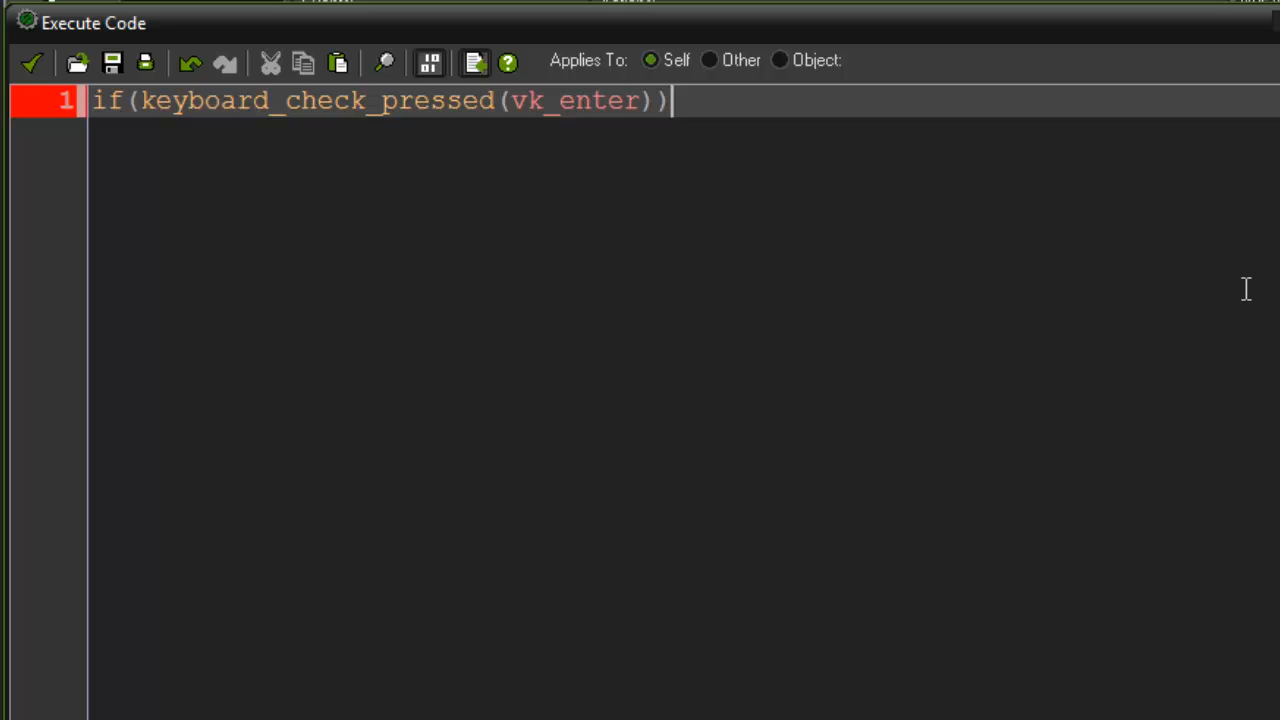 Execute Code
Applies To: Self Other Object:
1 if(keyboard_check_pressed(vk_enter))